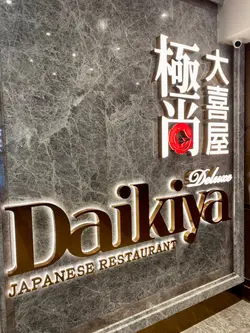 極尚
大喜屋
Deluxe
Daikiya
JAPANESE RESTAURANT